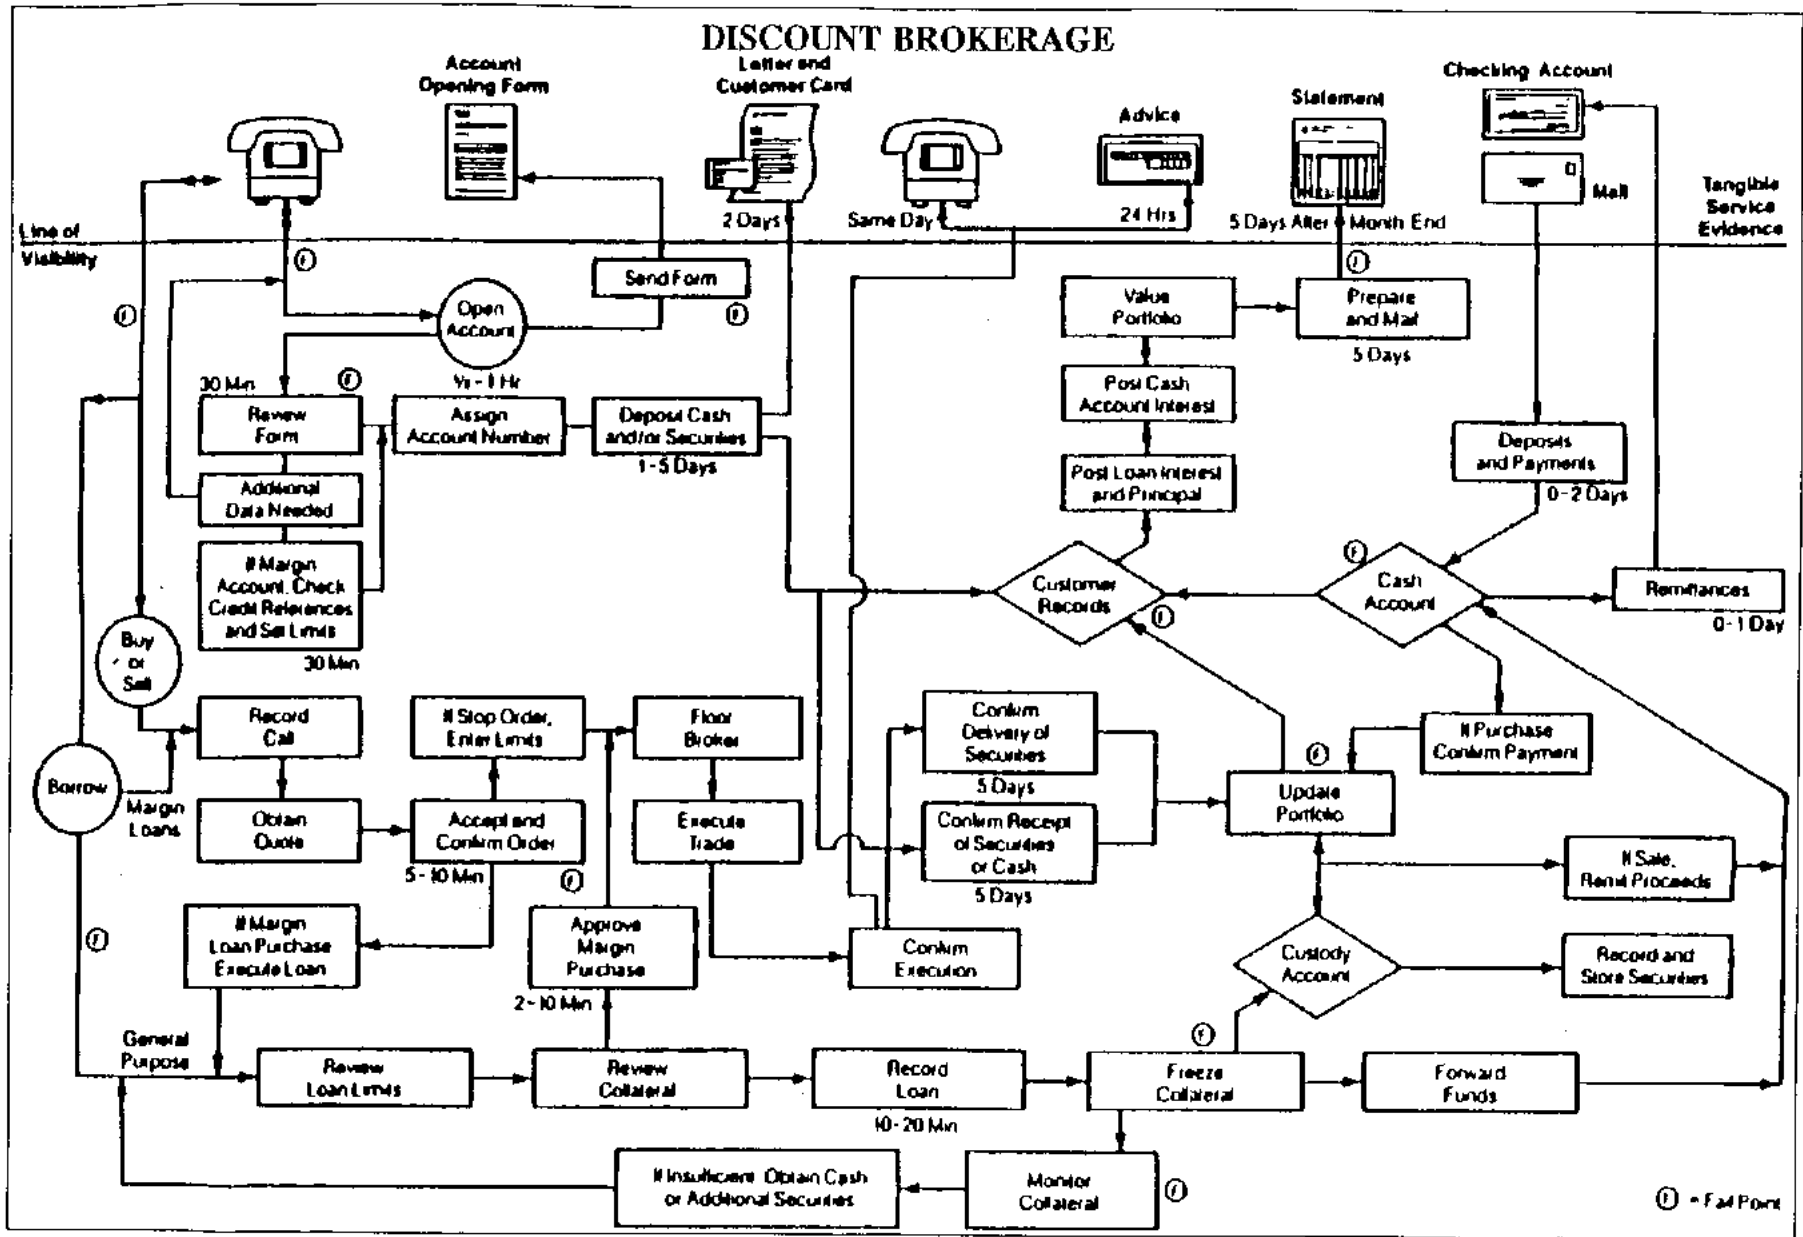 DISCOUNT BROKERAGE
Account
Opening Form
Letter and
Customer Card
Advice
Statement
Checking Account
Mail
Tangible
Service
Evidence
2 Days
Same Day
24 Hrs
5 Days After Month End
Line of
Visibility
F
Send Form
F
Open
Account
½ - 1 Hr
F
Value
Portfolio
F
Prepare
and Mail
5 Days
30 Min
F
Review
Form
Assign
Account Number
Deposit Cash
and/or Securities
1-5 Days
Post Cash
Account Interest
Deposits
and Payments
0-2 Days
Additional
Data Needed
Post Loan Interest
and Principal
If Margin
Account, Check
Credit References
and Set Limits
30 Min
Customer
Records
F
F
Cash
Account
Remittances
0-1 Day
Buy
or
Sell
Record
Call
If Stop Order,
Enter Limits
Floor
Broker
Confirm
Delivery of
Securities
5 Days
If Purchase
Confirm Payment
F
Update
Portfolio
Borrow
Margin
Loans
Obtain
Quote
Accept and
Confirm Order
5-10 Min
F
Execute
Trade
Confirm Receipt
of Securities
or Cash
5 Days
If Sale,
Remit Proceeds
F
If Margin
Loan Purchase
Execute Loan
Approve
Margin
Purchase
2-10 Min
Confirm
Execution
Custody
Account
Record and
Store Securities
General
Purpose
Review
Loan Limits
Review
Collateral
Record
Loan
10-20 Min
F
Freeze
Collateral
Forward
Funds
If Insufficient Obtain Cash
or Additional Securities
Monitor
Collateral
F
F = Fail Point